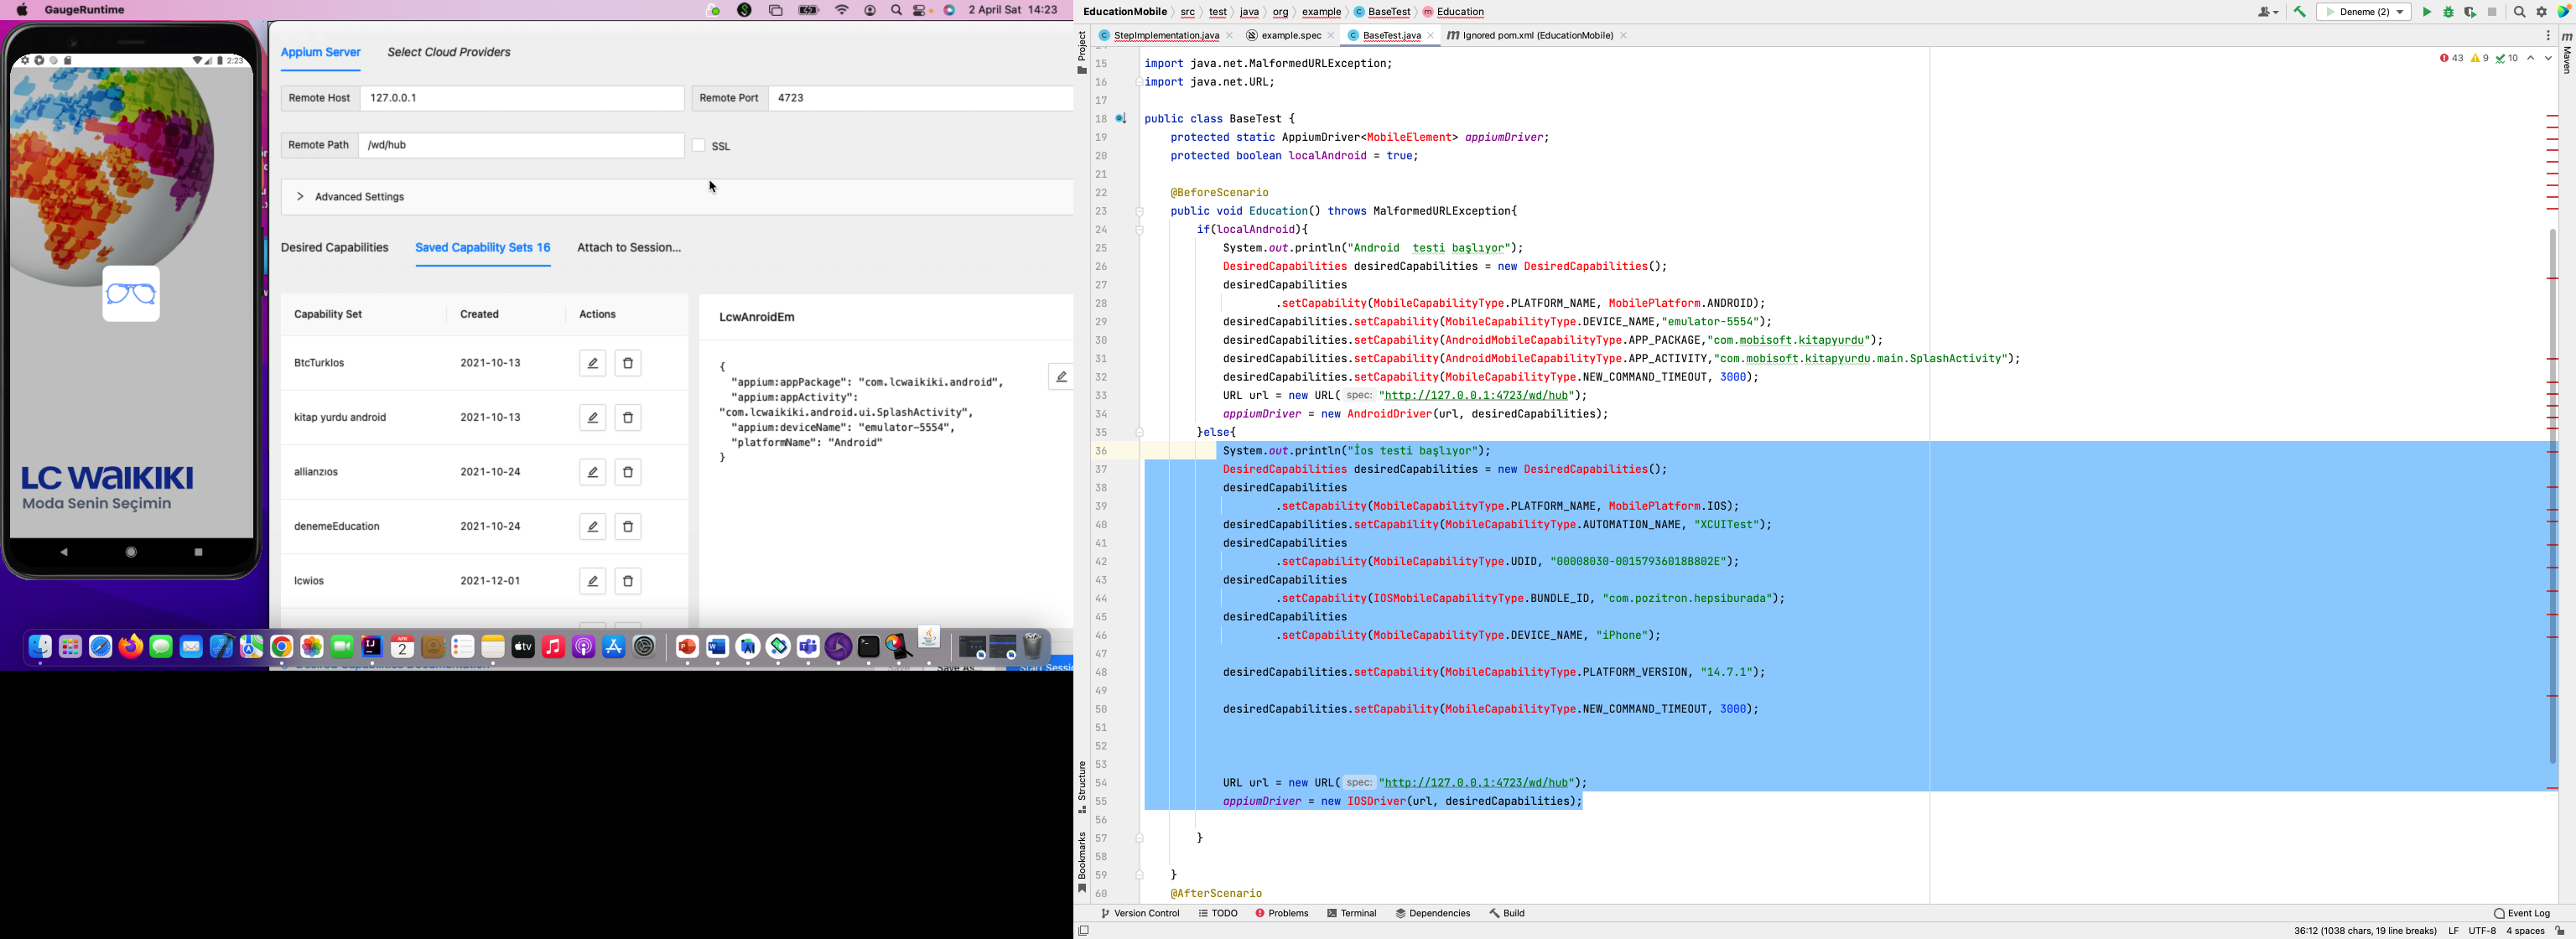 GaugeRuntime
2 April Sat 14:23
2:23
LC WAIKIKI
Moda Senin Seçimin
Appium Server
Select Cloud Providers
Remote Host
127.0.0.1
Remote Port
4723
Remote Path
/wd/hub
SSL
Advanced Settings
Desired Capabilities
Saved Capability Sets 16
Attach to Session...
Capability Set
Created
Actions
BtcTurkIos
2021-10-13
kitap yurdu android
2021-10-13
allianzıos
2021-10-24
denemeEducation
2021-10-24
lcwios
2021-12-01
LcwAnroidEm
{
"appium:appPackage": "com.lcwaikiki.android",
"appium:appActivity":
"com.lcwaikiki.android.ui.SplashActivity",
"appium:deviceName": "emulator-5554",
"platformName": "Android"
}
APR
2
tv
Save As...
EducationMobile
src
test
java
org
example
BaseTest
Education
Deneme (2)
StepImplementation.java
example.spec
BaseTest.java
Ignored pom.xml (EducationMobile)
Project
Maven
43
9
10
15 import java.net.MalformedURLException;
16 import java.net.URL;
17
18 public class BaseTest {
19 protected static AppiumDriver<MobileElement> appiumDriver;
20 protected boolean localAndroid = true;
21
22 @BeforeScenario
23 public void Education() throws MalformedURLException{
24 if(localAndroid){
25 System.out.println("Android  testi başlıyor");
26 DesiredCapabilities desiredCapabilities = new DesiredCapabilities();
27 desiredCapabilities
28 .setCapability(MobileCapabilityType.PLATFORM_NAME, MobilePlatform.ANDROID);
29 desiredCapabilities.setCapability(MobileCapabilityType.DEVICE_NAME,"emulator-5554");
30 desiredCapabilities.setCapability(AndroidMobileCapabilityType.APP_PACKAGE,"com.mobisoft.kitapyurdu");
31 desiredCapabilities.setCapability(AndroidMobileCapabilityType.APP_ACTIVITY,"com.mobisoft.kitapyurdu.main.SplashActivity");
32 desiredCapabilities.setCapability(MobileCapabilityType.NEW_COMMAND_TIMEOUT, 3000);
33 URL url = new URL( spec: "http://127.0.0.1:4723/wd/hub");
34 appiumDriver = new AndroidDriver(url, desiredCapabilities);
35 }else{
36 System.out.println("İos testi başlıyor");
37 DesiredCapabilities desiredCapabilities = new DesiredCapabilities();
38 desiredCapabilities
39 .setCapability(MobileCapabilityType.PLATFORM_NAME, MobilePlatform.IOS);
40 desiredCapabilities.setCapability(MobileCapabilityType.AUTOMATION_NAME, "XCUITest");
41 desiredCapabilities
42 .setCapability(MobileCapabilityType.UDID, "00008030-00157936018B802E");
43 desiredCapabilities
44 .setCapability(IOSMobileCapabilityType.BUNDLE_ID, "com.pozitron.hepsiburada");
45 desiredCapabilities
46 .setCapability(MobileCapabilityType.DEVICE_NAME, "iPhone");
47
48 desiredCapabilities.setCapability(MobileCapabilityType.PLATFORM_VERSION, "14.7.1");
49
50 desiredCapabilities.setCapability(MobileCapabilityType.NEW_COMMAND_TIMEOUT, 3000);
51
52
53
54 URL url = new URL( spec: "http://127.0.0.1:4723/wd/hub");
55 appiumDriver = new IOSDriver(url, desiredCapabilities);
56
57 }
58
59 }
60 @AfterScenario
Structure
Bookmarks
Version Control
TODO
Problems
Terminal
Dependencies
Build
Event Log
36:12 (1038 chars, 19 line breaks)
LF
UTF-8
4 spaces